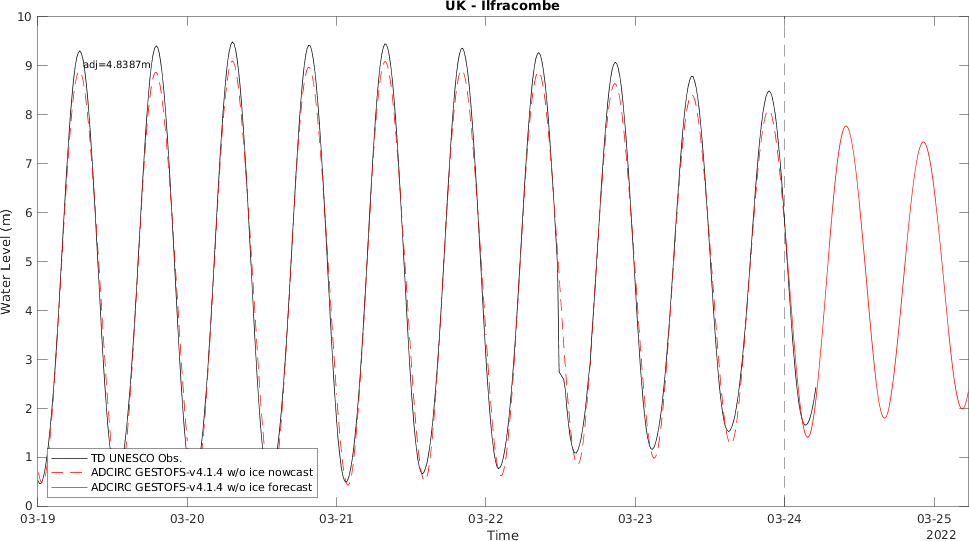 UK - Ilfracombe
10
9
8
7
6
5
4
3
2
1
0
Water Level (m)
adj=4.8387m
TD UNESCO Obs.
ADCIRC GESTOFS-v4.1.4 w/o ice nowcast
ADCIRC GESTOFS-v4.1.4 w/o ice forecast
03-19 03-20 03-21 03-22 03-23 03-24 03-25
Time
2022